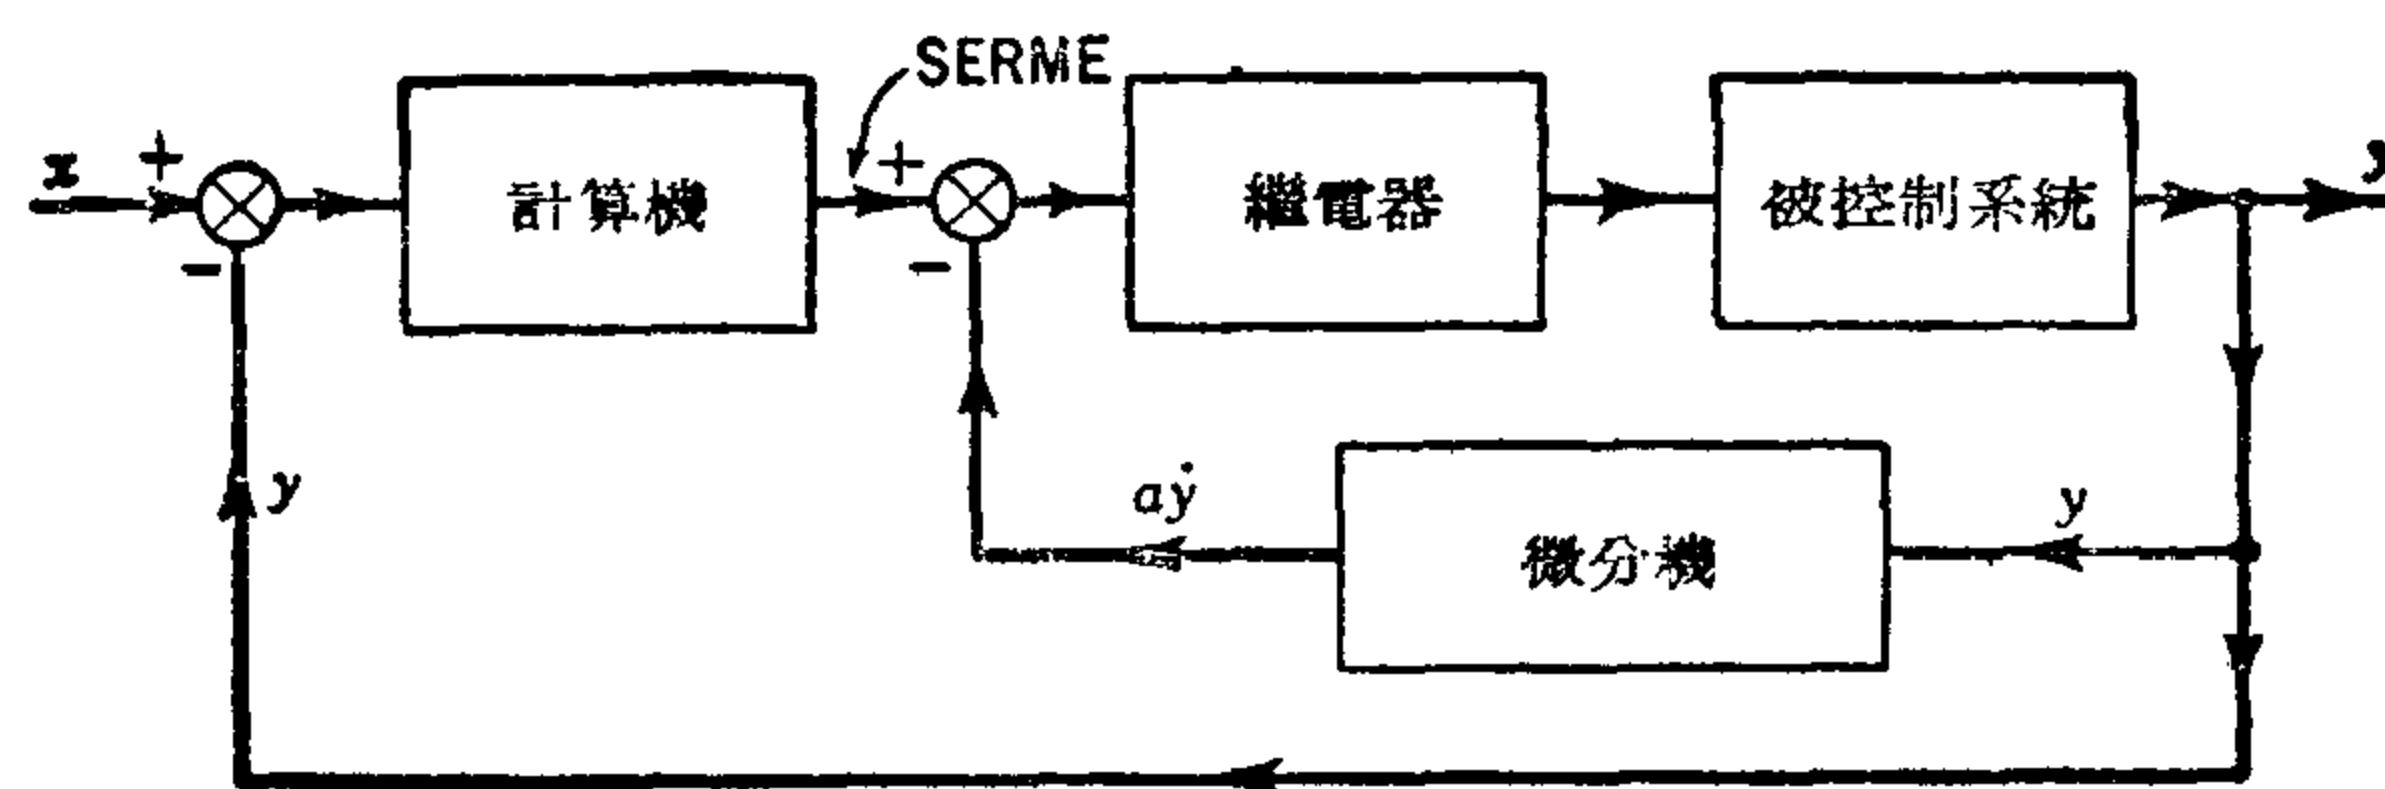 SERME
x
+
計算機
+
繼電器
被控制系統
y
-
-
y
aẏ
微分機
y